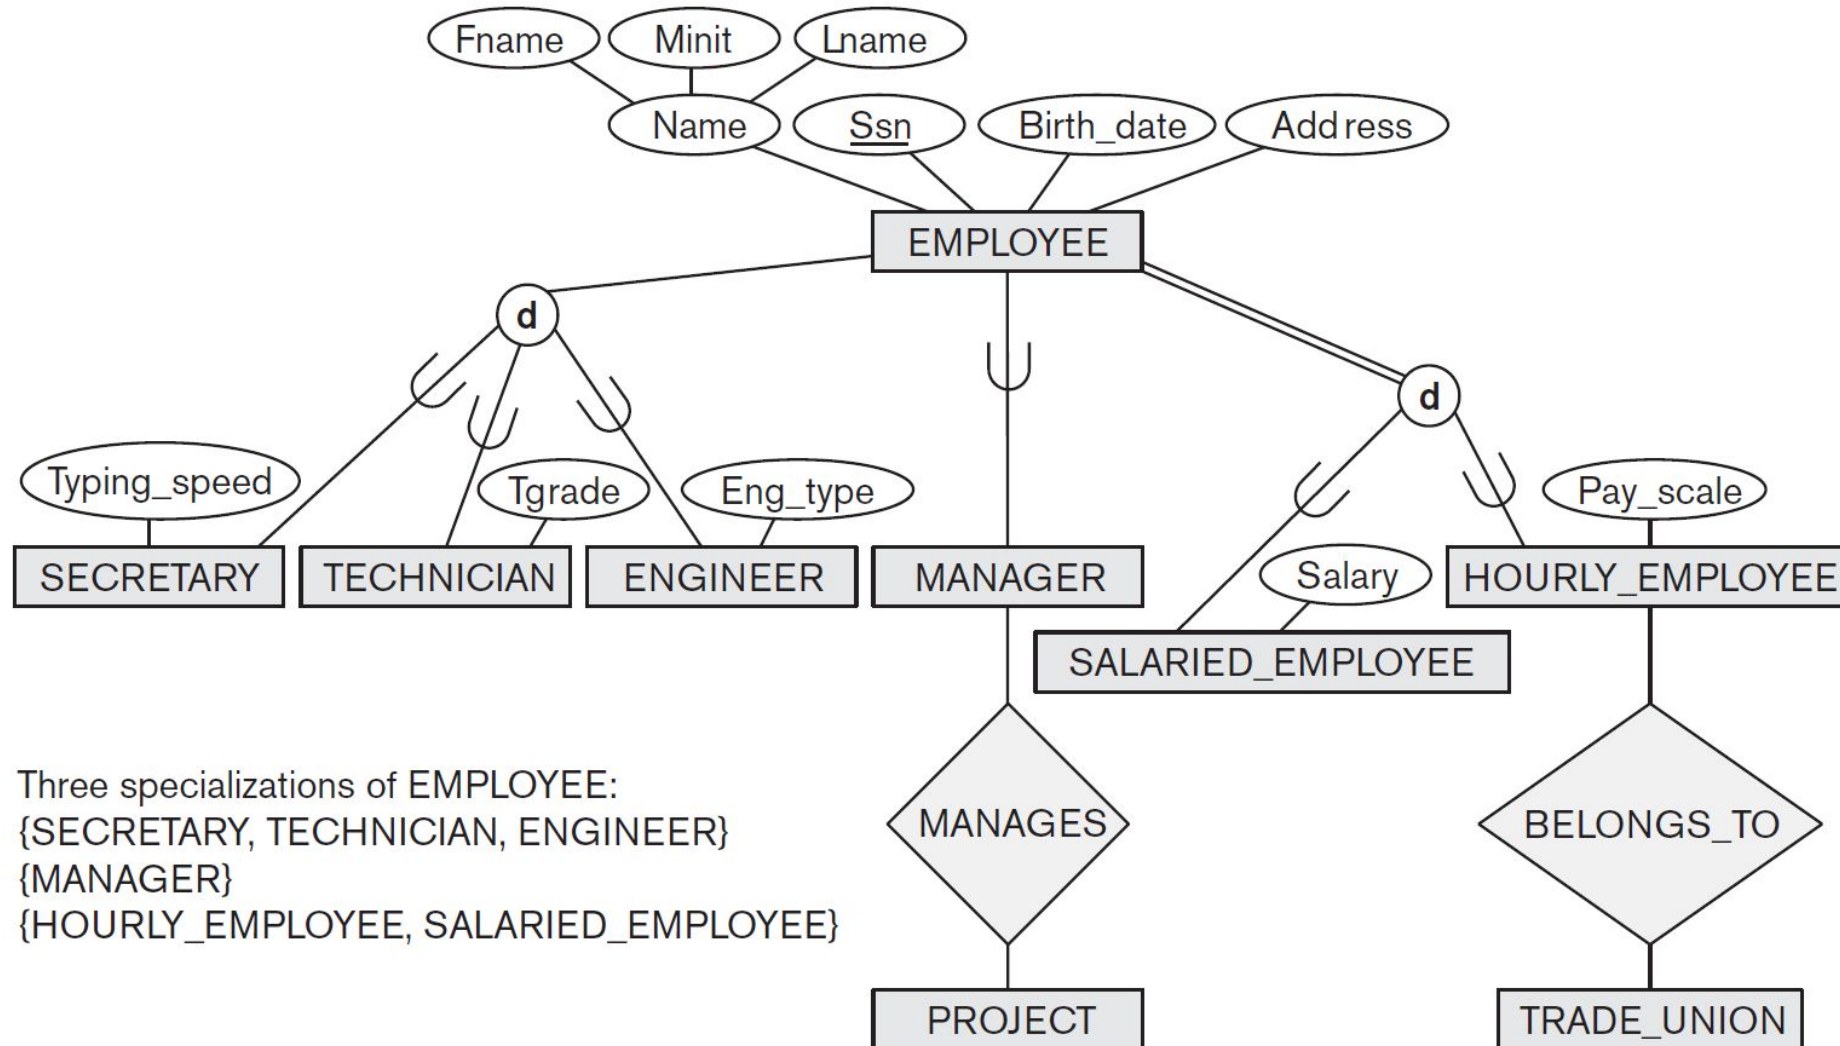 Fname Minit Lname
Name Ssn Birth_date Address
EMPLOYEE
d
d
Typing_speed Tgrade Eng_type Pay_scale
SECRETARY TECHNICIAN ENGINEER MANAGER Salary HOURLY_EMPLOYEE
SALARIED_EMPLOYEE
Three specializations of EMPLOYEE:
{SECRETARY, TECHNICIAN, ENGINEER}
{MANAGER}
{HOURLY_EMPLOYEE, SALARIED_EMPLOYEE}
MANAGES BELONGS_TO
PROJECT TRADE_UNION